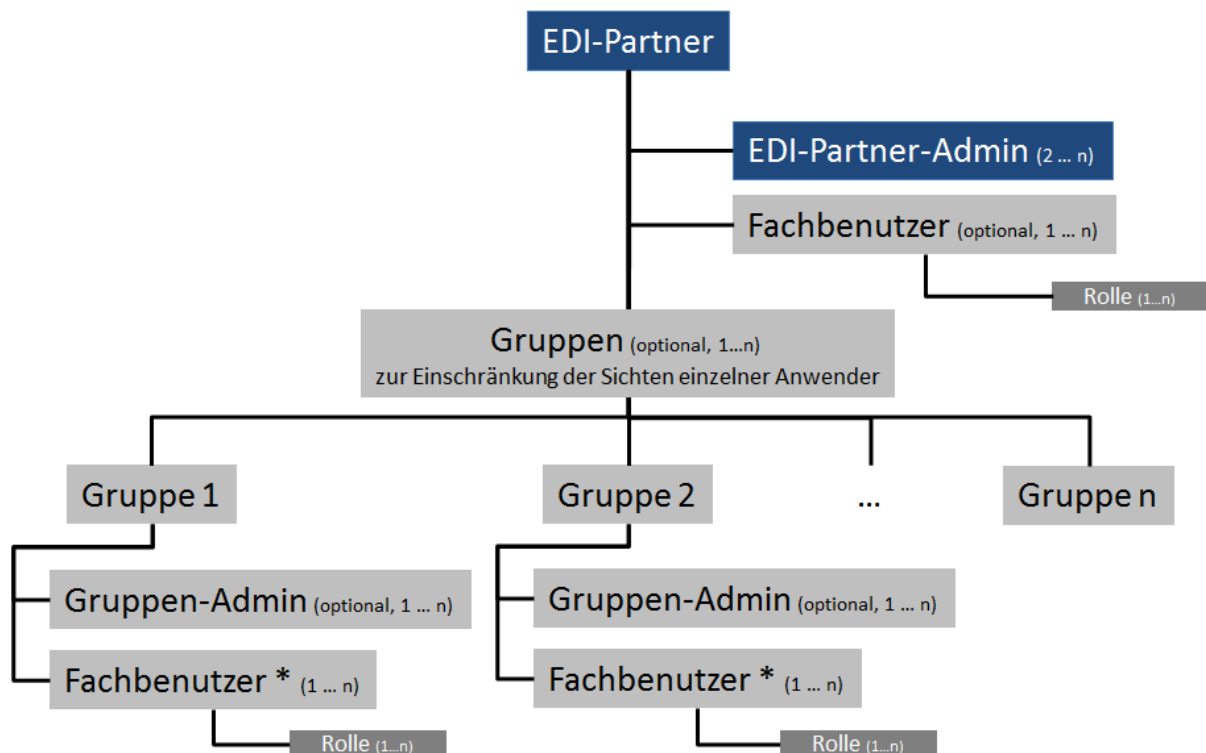 EDI-Partner
EDI-Partner-Admin (2 ... n)
Fachbenutzer (optional, 1 ... n)
Rolle (1...n)
Gruppen (optional, 1...n)
zur Einschränkung der Sichten einzelner Anwender
Gruppe 1
Gruppe 2
...
Gruppe n
Gruppen-Admin (optional, 1 ... n)
Fachbenutzer * (1 ... n)
Rolle (1...n)
Gruppen-Admin (optional, 1 ... n)
Fachbenutzer * (1 ... n)
Rolle (1...n)